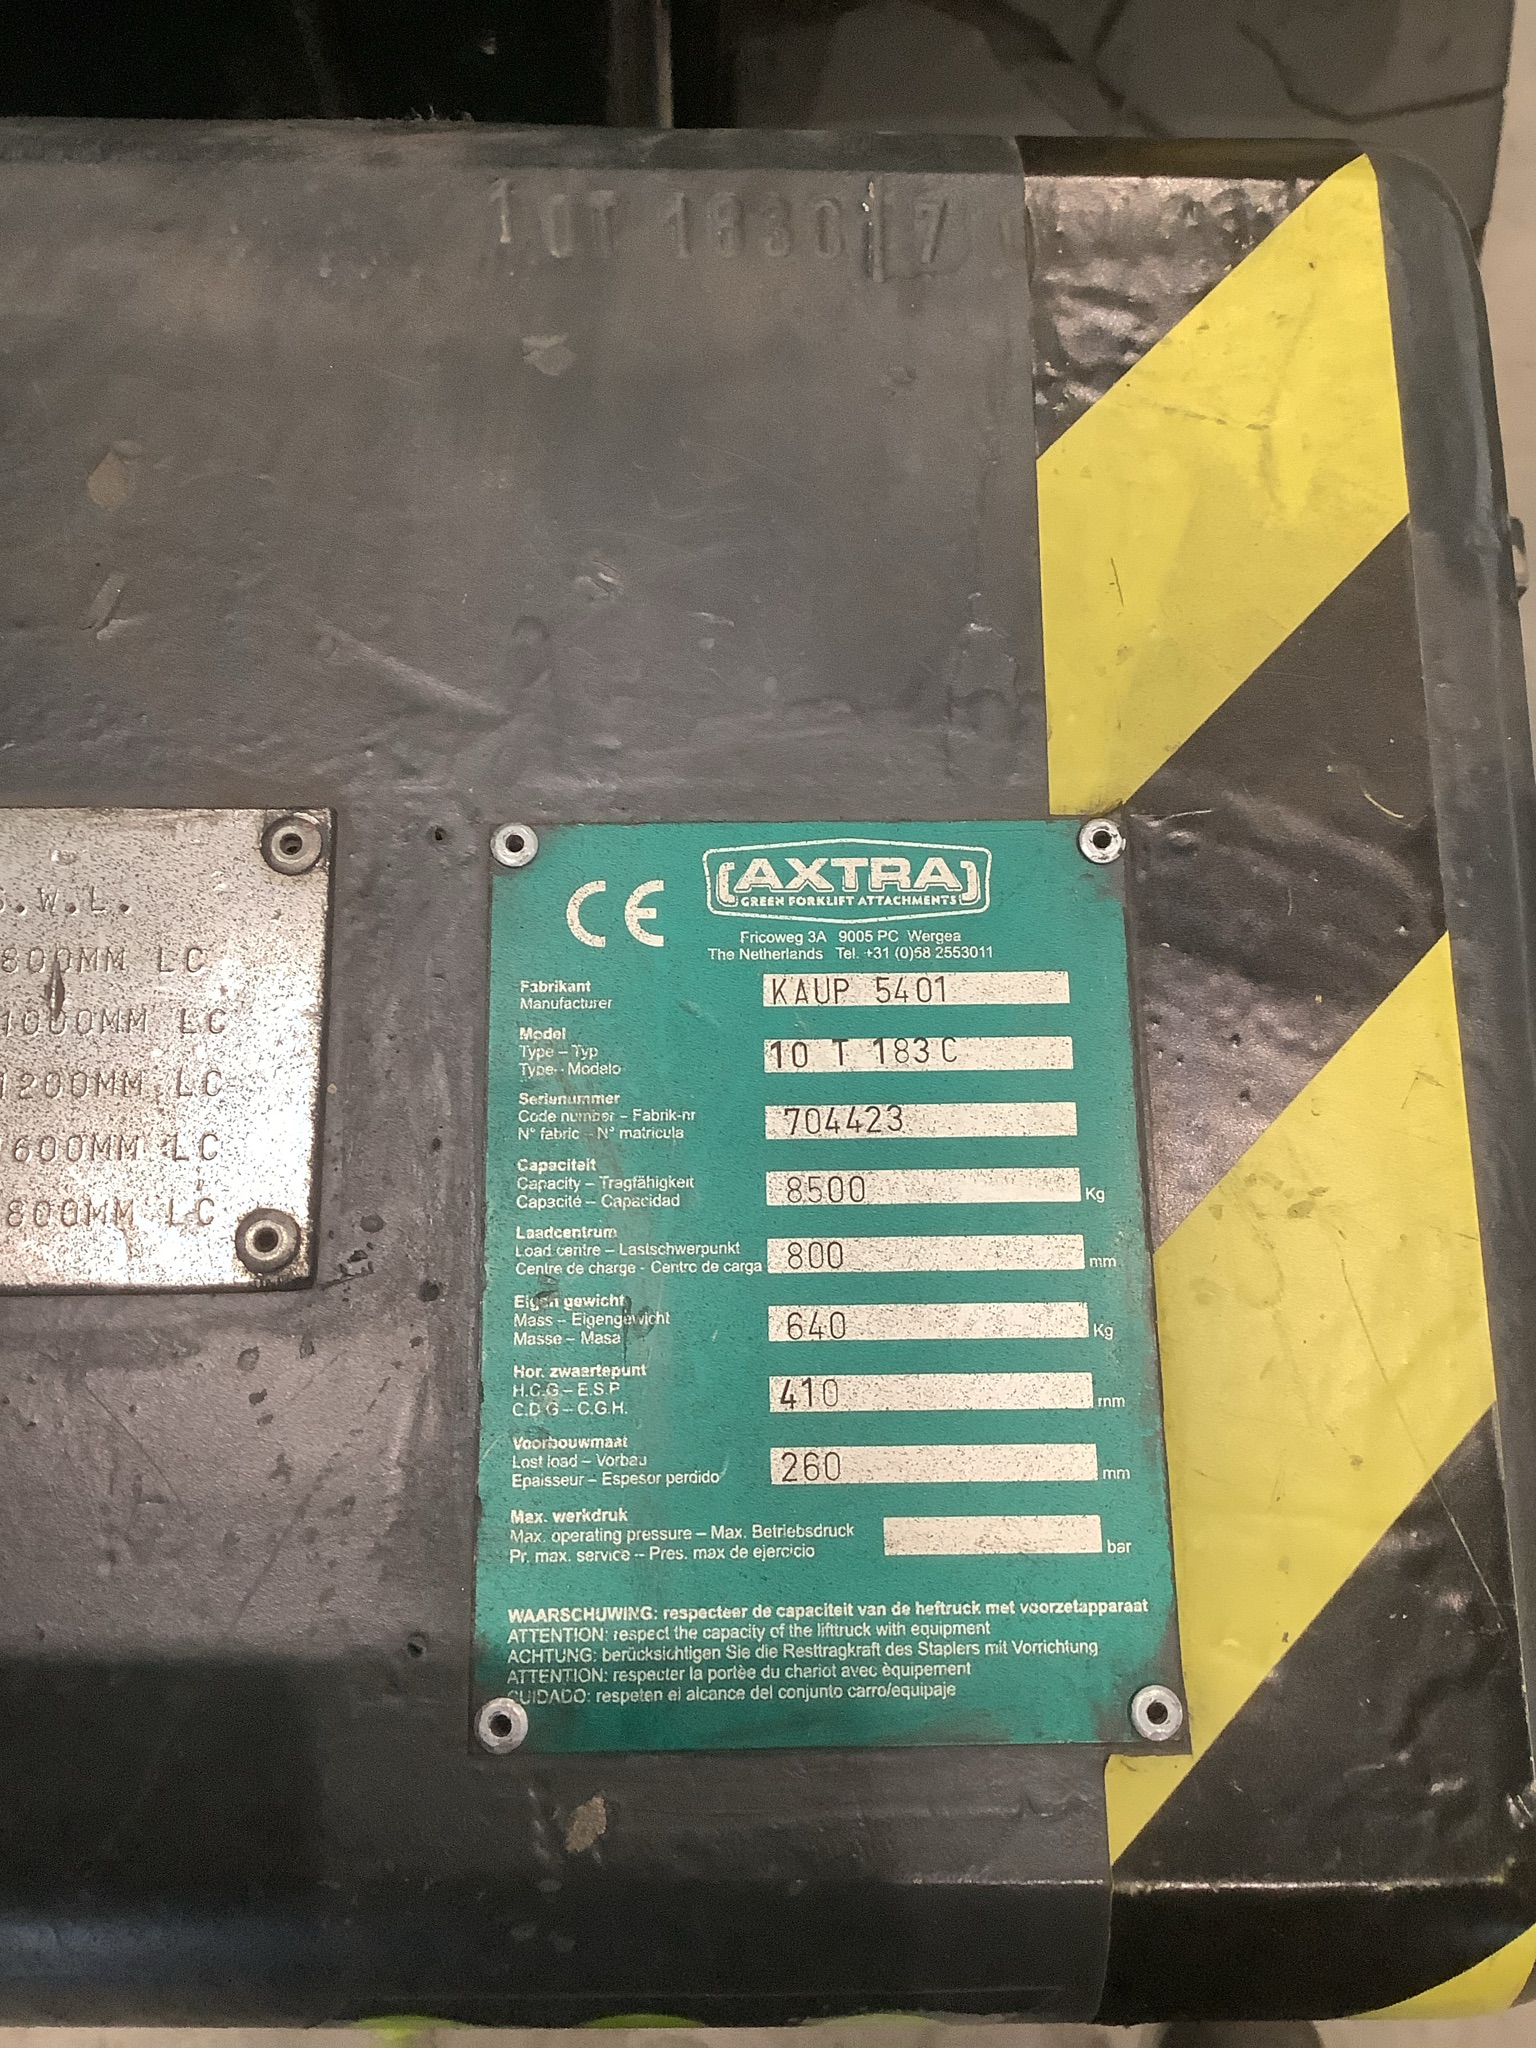 10T 1830 7
S.W.L.
800MM LC
1000MM LC
1200MM LC
1600MM LC
800MM LC
CE
AXTRA
GREEN FORKLIFT ATTACHMENTS
Fricoweg 3A 9005 PC Wergea
The Netherlands Tel. +31 (0)58 2553011
Fabrikant
Manufacturer
KAUP 5401
Model
Type – Typ
Type - Modelo
10 T 183C
Serienummer
Code number – Fabrik-nr
N° fabric – N° matricula
704423
Capaciteit
Capacity – Tragfähigkeit
Capacité – Capacidad
8500 Kg
Laadcentrum
Load centre – Lastschwerpunkt
Centre de charge - Centro de carga
800 mm
Eigen gewicht
Mass – Eigengewicht
Masse – Masa
640 Kg
Hor. zwaartepunt
H.C.G – E.S.P.
C.D.G – C.G.H.
410 mm
Voorbouwmaat
Lost load – Vorbau
Epaisseur – Espesor perdido
260 mm
Max. werkdruk
Max. operating pressure – Max. Betriebsdruck
Pr. max. service – Pres. max de ejercicio
bar
WAARSCHUWING: respecteer de capaciteit van de heftruck met voorzetapparaat
ATTENTION: respect the capacity of the lifttruck with equipment
ACHTUNG: berücksichtigen Sie die Resttragkraft des Staplers mit Vorrichtung
ATTENTION: respecter la portée du chariot avec èquipement
CUIDADO: respeten el alcance del conjunto carro/equipaje